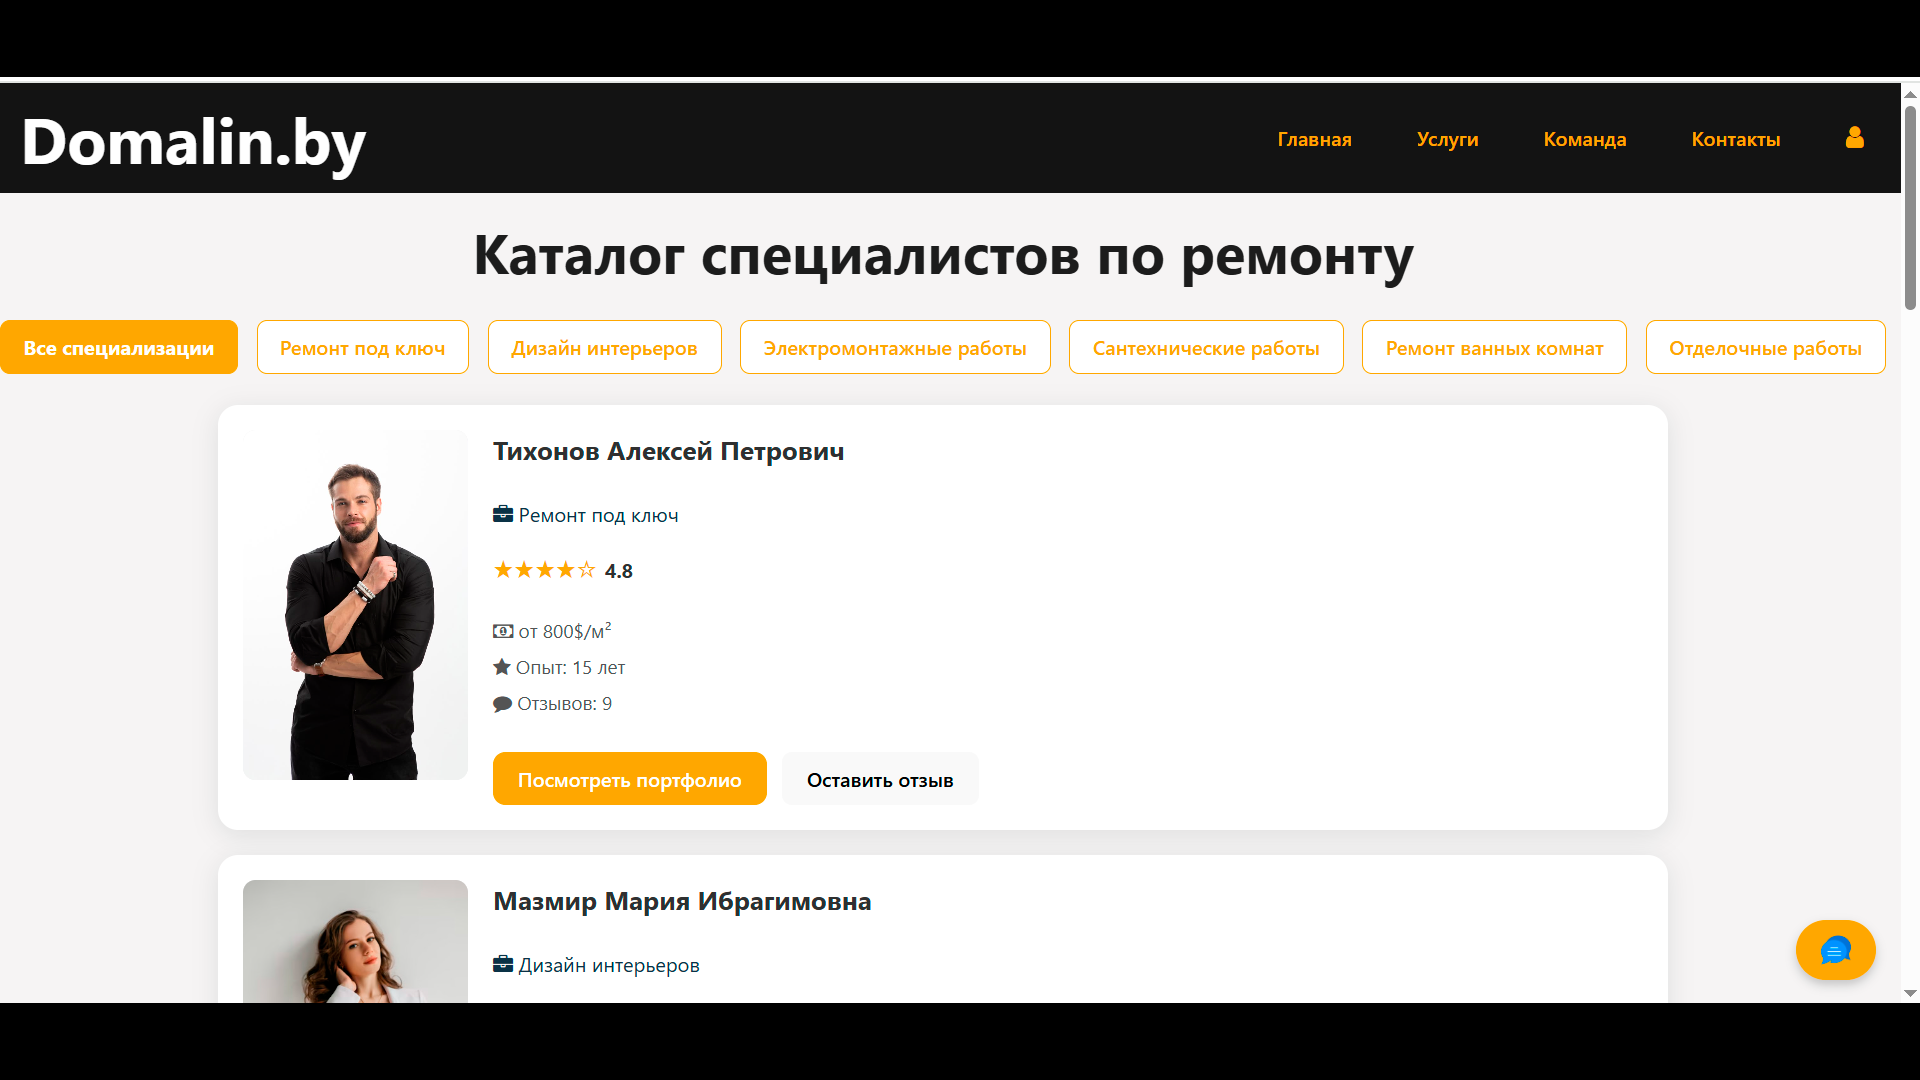 Domalin.by
Главная Услуги Команда Контакты
Каталог специалистов по ремонту
Все специализации Ремонт под ключ Дизайн интерьеров Электромонтажные работы Сантехнические работы Ремонт ванных комнат Отделочные работы
Тихонов Алексей Петрович
Ремонт под ключ
★★★★☆ 4.8
от 800$/м²
Опыт: 15 лет
Отзывов: 9
Посмотреть портфолио Оставить отзыв
Мазмир Мария Ибрагимовна
Дизайн интерьеров